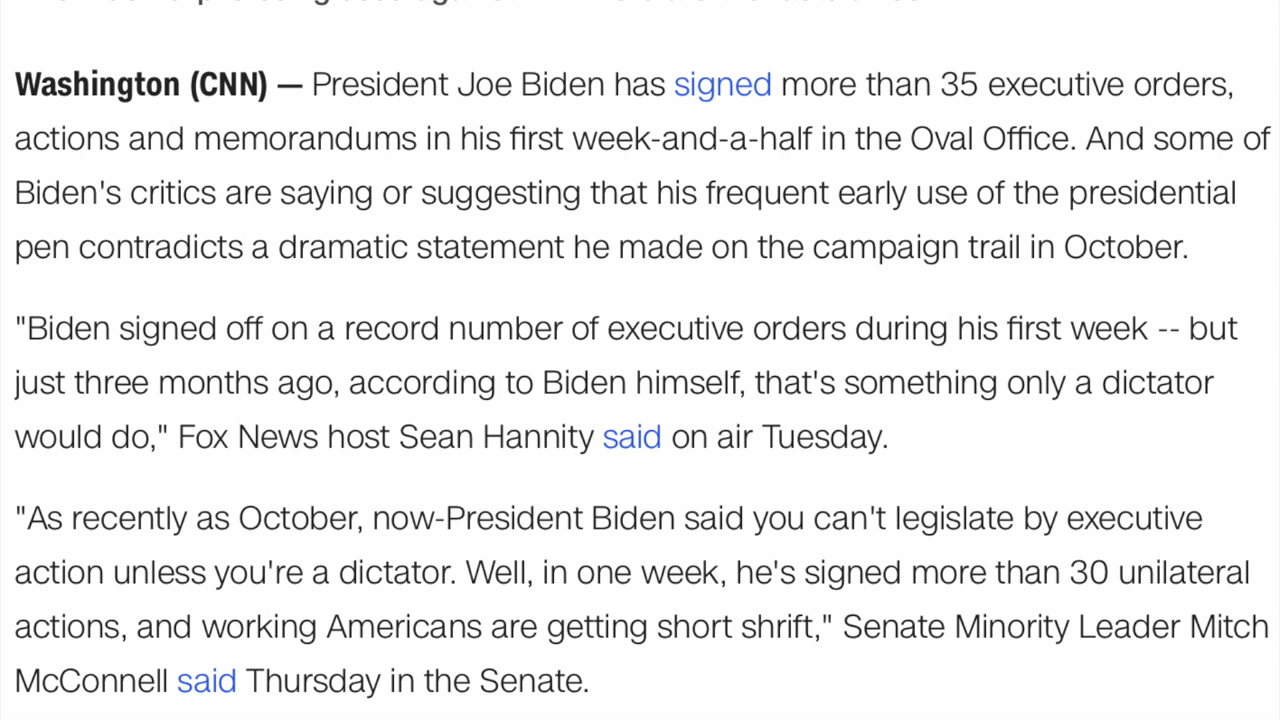 Washington (CNN) — President Joe Biden has signed more than 35 executive orders,
actions and memorandums in his first week-and-a-half in the Oval Office. And some of
Biden's critics are saying or suggesting that his frequent early use of the presidential
pen contradicts a dramatic statement he made on the campaign trail in October.
"Biden signed off on a record number of executive orders during his first week -- but
just three months ago, according to Biden himself, that's something only a dictator
would do," Fox News host Sean Hannity said on air Tuesday.
"As recently as October, now-President Biden said you can't legislate by executive
action unless you're a dictator. Well, in one week, he's signed more than 30 unilateral
actions, and working Americans are getting short shrift," Senate Minority Leader Mitch
McConnell said Thursday in the Senate.